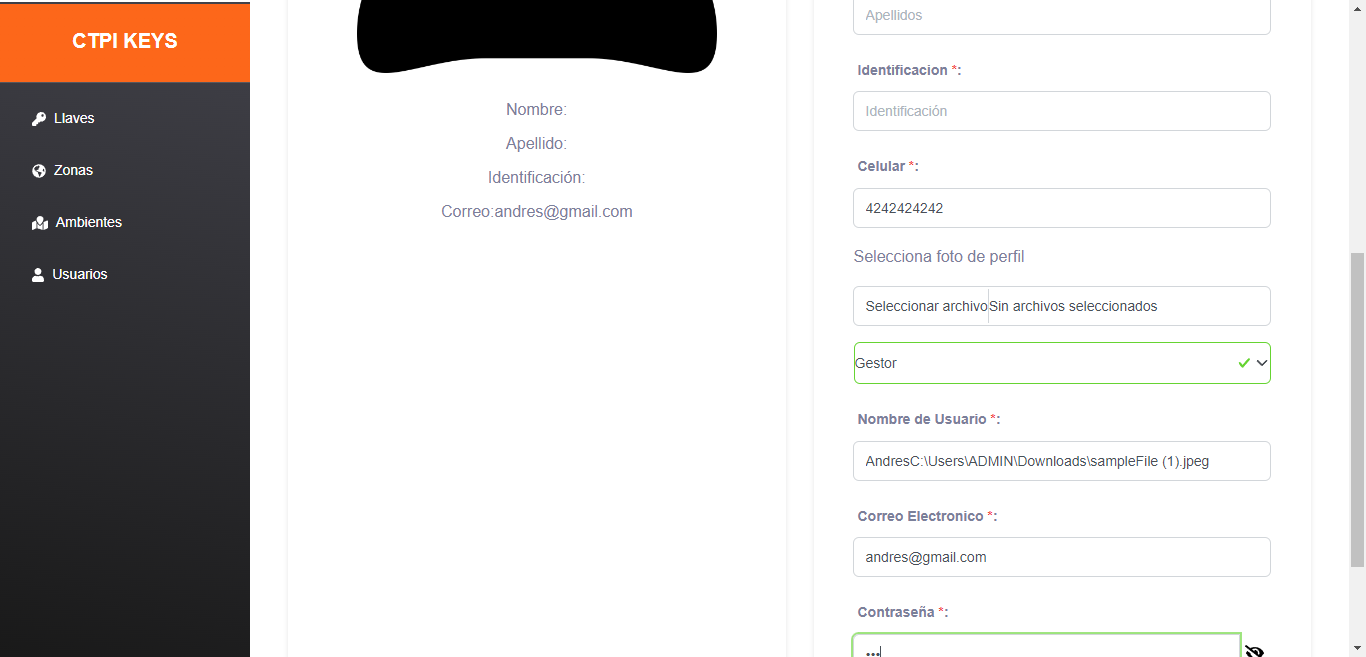 CTPI KEYS
Llaves
Zonas
Ambientes
Usuarios
Nombre:
Apellido:
Identificación:
Correo:andres@gmail.com
Apellidos
Identificacion *:
Identificación
Celular *:
4242424242
Selecciona foto de perfil
Seleccionar archivo Sin archivos seleccionados
Gestor
Nombre de Usuario *:
AndresC:\Users\ADMIN\Downloads\sampleFile (1).jpeg
Correo Electronico *:
andres@gmail.com
Contraseña *:
•••